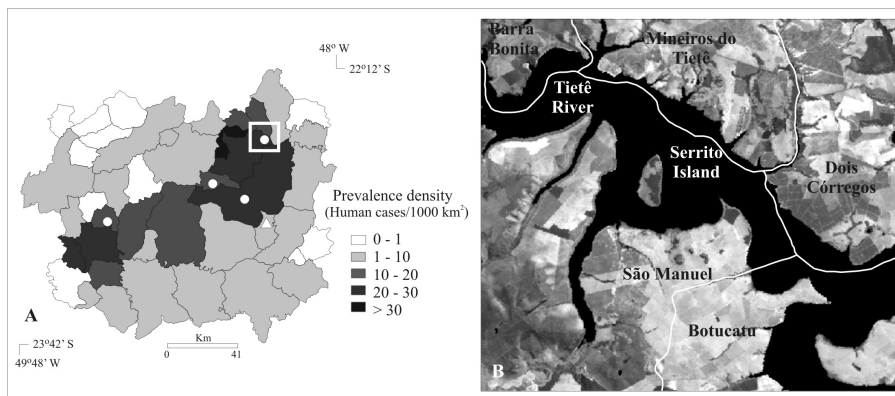 48º W
22º12' S
Prevalence density
(Human cases/1000 km²)
0 - 1
1 - 10
10 - 20
20 - 30
> 30
A
Km
0 41
23º42' S
49º48' W
Barra
Bonita
Mineiros do
Tietê
Tietê
River
Serrito
Island
Dois
Córregos
São Manuel
Botucatu
B